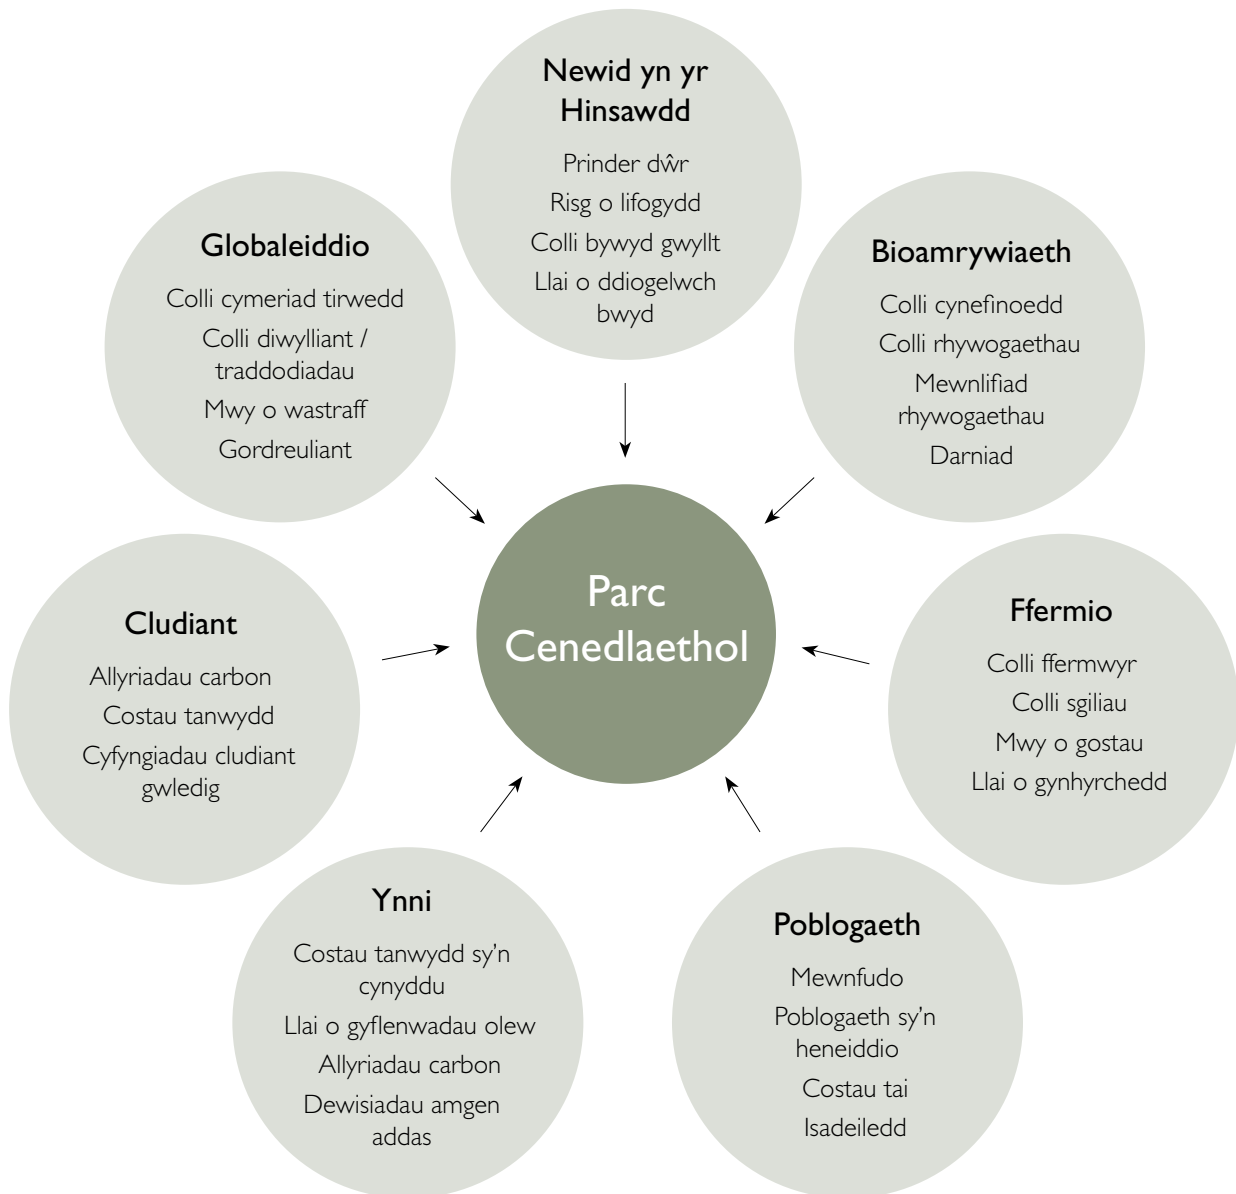 Newid yn yr
Hinsawdd
Prinder dŵr
Risg o lifogydd
Colli bywyd gwyllt
Llai o ddiogelwch
bwyd
Globaleiddio
Colli cymeriad tirwedd
Colli diwylliant /
traddodiadau
Mwy o wastraff
Gordreuliant
Bioamrywiaeth
Colli cynefinoedd
Colli rhywogaethau
Mewnlifiad
rhywogaethau
Darniad
Parc
Cenedlaethol
Cludiant
Allyriadau carbon
Costau tanwydd
Cyfyngiadau cludiant
gwledig
Ffermio
Colli ffermwyr
Colli sgiliau
Mwy o gostau
Llai o gynhyrchedd
Ynni
Costau tanwydd sy’n
cynyddu
Llai o gyflenwadau olew
Allyriadau carbon
Dewisiadau amgen
addas
Poblogaeth
Mewnfudo
Poblogaeth sy’n
heneiddio
Costau tai
Isadeiledd